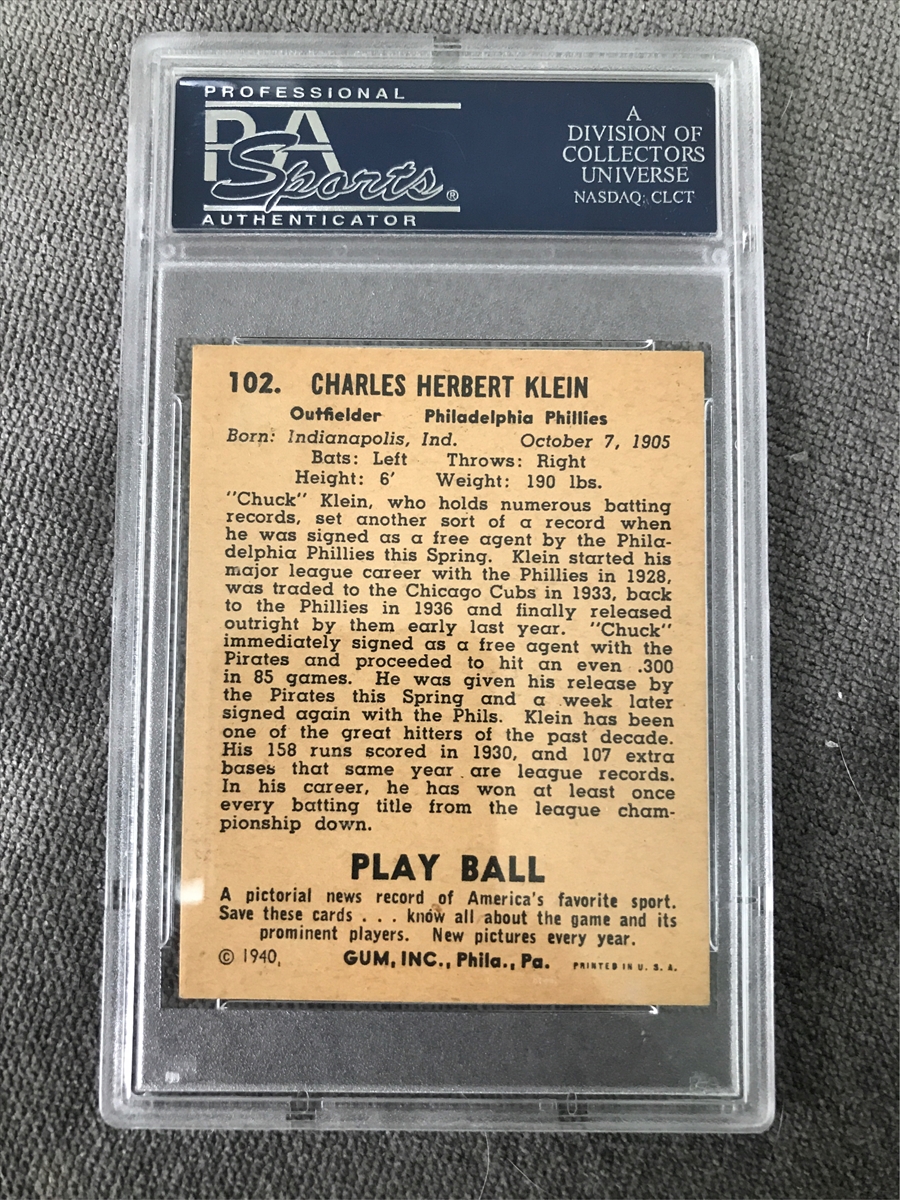 PROFESSIONAL
PSA
Sports®
AUTHENTICATOR
A
DIVISION OF
COLLECTORS
UNIVERSE
NASDAQ: CLCT
102. CHARLES HERBERT KLEIN
Outfielder Philadelphia Phillies
Born: Indianapolis, Ind. October 7, 1905
Bats: Left Throws: Right
Height: 6' Weight: 190 lbs.
"Chuck" Klein, who holds numerous batting
records, set another sort of a record when
he was signed as a free agent by the Phila-
delphia Phillies this Spring. Klein started his
major league career with the Phillies in 1928,
was traded to the Chicago Cubs in 1933, back
to the Phillies in 1936 and finally released
outright by them early last year. "Chuck"
immediately signed as a free agent with the
Pirates and proceeded to hit an even .300
in 85 games. He was given his release by
the Pirates this Spring and a week later
signed again with the Phils. Klein has been
one of the great hitters of the past decade.
His 158 runs scored in 1930, and 107 extra
bases that same year are league records.
In his career, he has won at least once
every batting title from the league cham-
pionship down.
PLAY BALL
A pictorial news record of America's favorite sport.
Save these cards . . . know all about the game and its
prominent players. New pictures every year.
© 1940, GUM, INC., Phila., Pa. PRINTED IN U. S. A.